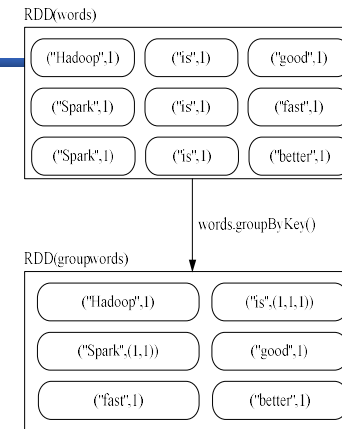 RDD(words)
("Hadoop",1) ("is",1) ("good",1)
("Spark",1) ("is",1) ("fast",1)
("Spark",1) ("is",1) ("better",1)
words.groupByKey()
RDD(groupwords)
("Hadoop",1) ("is",(1,1,1))
("Spark",(1,1)) ("good",1)
("fast",1) ("better",1)